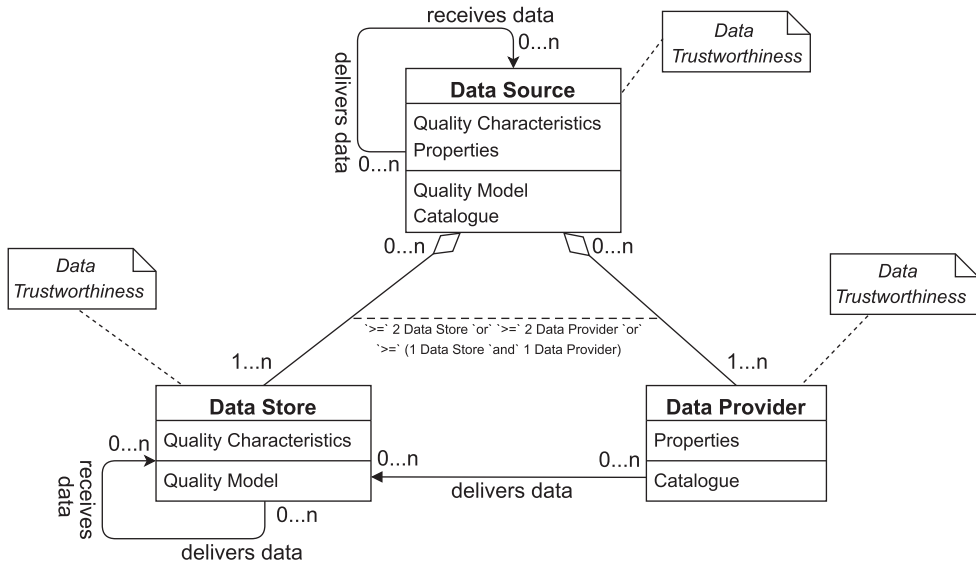 receives data
0...n
delivers data
0...n
Data
Trustworthiness
Data Source
Quality Characteristics
Properties
Quality Model
Catalogue
0...n
0...n
Data
Trustworthiness
Data
Trustworthiness
`>=` 2 Data Store `or` `>=` 2 Data Provider `or`
`>=` (1 Data Store `and` 1 Data Provider)
1...n
1...n
Data Store
Quality Characteristics
Quality Model
0...n
receives
data
0...n
delivers data
0...n
0...n
delivers data
Data Provider
Properties
Catalogue